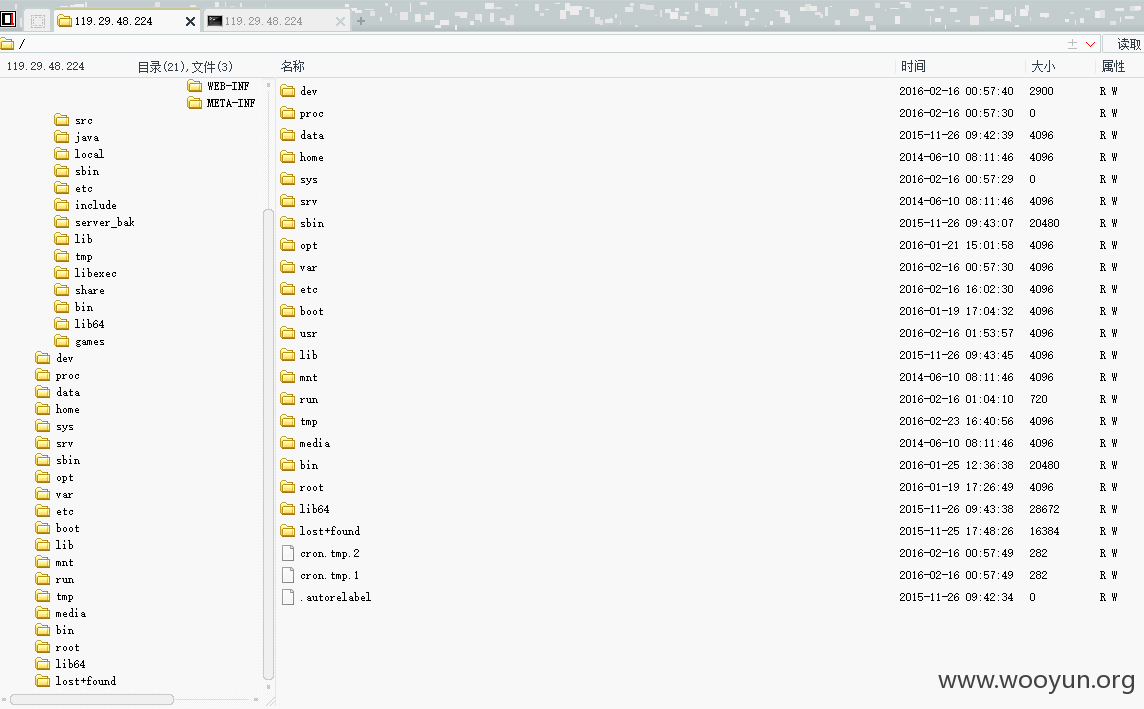 119.29.48.224 119.29.48.224
/ 读取
119.29.48.224 目录(21),文件(3) 名称 时间 大小 属性
WEB-INF
META-INF
src
java
local
sbin
etc
include
server_bak
lib
tmp
libexec
share
bin
lib64
games
dev
proc
data
home
sys
srv
sbin
opt
var
etc
boot
lib
mnt
run
tmp
media
bin
root
lib64
lost+found
dev 2016-02-16 00:57:40 2900 R W
proc 2016-02-16 00:57:30 0 R W
data 2015-11-26 09:42:39 4096 R W
home 2014-06-10 08:11:46 4096 R W
sys 2016-02-16 00:57:29 0 R W
srv 2014-06-10 08:11:46 4096 R W
sbin 2015-11-26 09:43:07 20480 R W
opt 2016-01-21 15:01:58 4096 R W
var 2016-02-16 00:57:30 4096 R W
etc 2016-02-16 16:02:30 4096 R W
boot 2016-01-19 17:04:32 4096 R W
usr 2016-02-16 01:53:57 4096 R W
lib 2015-11-26 09:43:45 4096 R W
mnt 2014-06-10 08:11:46 4096 R W
run 2016-02-16 01:04:10 720 R W
tmp 2016-02-23 16:40:56 4096 R W
media 2014-06-10 08:11:46 4096 R W
bin 2016-01-25 12:36:38 20480 R W
root 2016-01-19 17:26:49 4096 R W
lib64 2015-11-26 09:43:38 28672 R W
lost+found 2015-11-25 17:48:26 16384 R W
cron.tmp.2 2016-02-16 00:57:49 282 R W
cron.tmp.1 2016-02-16 00:57:49 282 R W
.autorelabel 2015-11-26 09:42:34 0 R W
www.wooyun.org